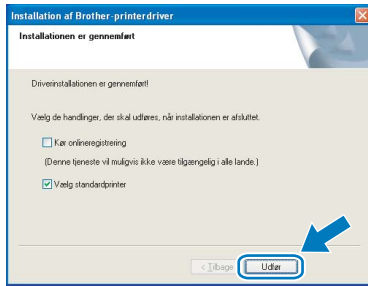 Installation af Brother-printerdriver
Installationen er gennemført
Driverinstallationen er gennemført!
Vælg de handlinger, der skal udføres, når installationen er afsluttet.
Kør onlineregistrering
(Denne tjeneste vil muligvis ikke være tilgængelig i alle lande.)
Vælg standardprinter
< Tilbage
Udfør